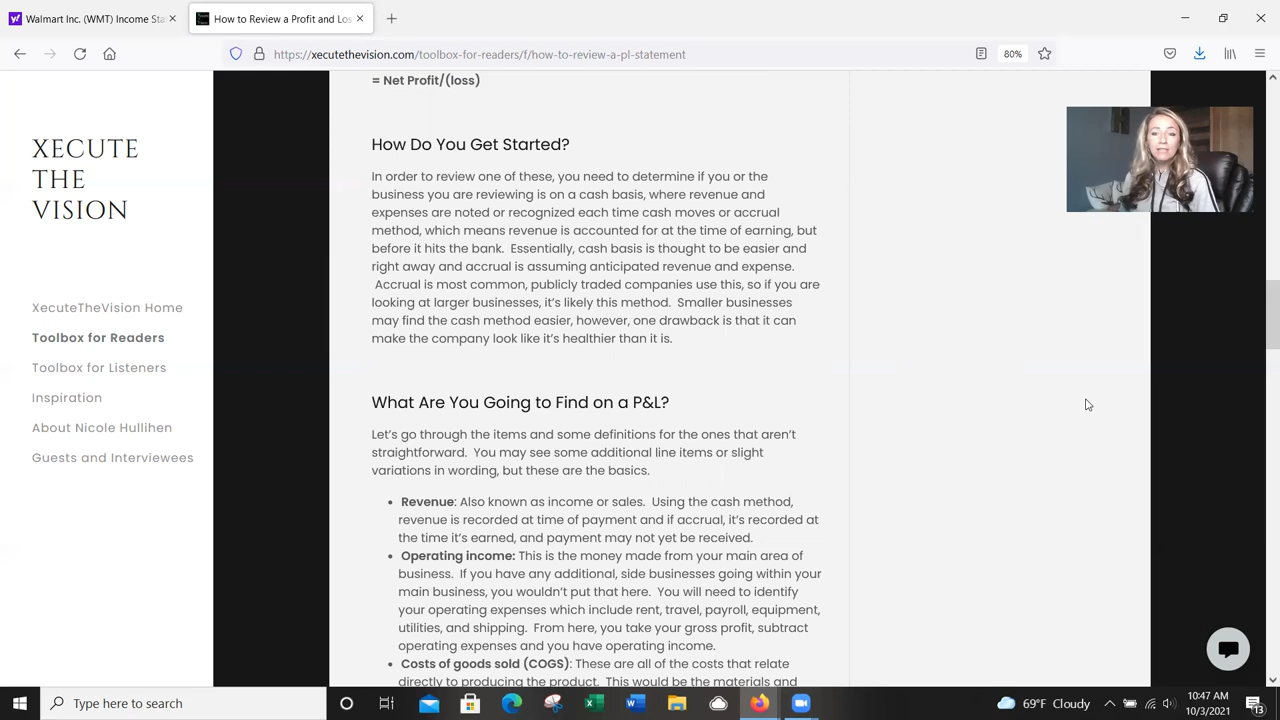 Walmart Inc. (WMT) Income Sta
How to Review a Profit and Los
https://xecutethevision.com/toolbox-for-readers/f/how-to-review-a-pl-statement
80%
XECUTE
THE
VISION
XecuteTheVision Home
Toolbox for Readers
Toolbox for Listeners
Inspiration
About Nicole Hullihen
Guests and Interviewees
= Net Profit/(loss)
How Do You Get Started?
In order to review one of these, you need to determine if you or the
business you are reviewing is on a cash basis, where revenue and
expenses are noted or recognized each time cash moves or accrual
method, which means revenue is accounted for at the time of earning, but
before it hits the bank.  Essentially, cash basis is thought to be easier and
right away and accrual is assuming anticipated revenue and expense.
Accrual is most common, publicly traded companies use this, so if you are
looking at larger businesses, it's likely this method.  Smaller businesses
may find the cash method easier, however, one drawback is that it can
make the company look like it's healthier than it is.
What Are You Going to Find on a P&L?
Let's go through the items and some definitions for the ones that aren't
straightforward.  You may see some additional line items or slight
variations in wording, but these are the basics.
• Revenue: Also known as income or sales.  Using the cash method,
revenue is recorded at time of payment and if accrual, it's recorded at
the time it's earned, and payment may not yet be received.
• Operating income: This is the money made from your main area of
business.  If you have any additional, side businesses going within your
main business, you wouldn't put that here.  You will need to identify
your operating expenses which include rent, travel, payroll, equipment,
utilities, and shipping.  From here, you take your gross profit, subtract
operating expenses and you have operating income.
• Costs of goods sold (COGS): These are all of the costs that relate
directly to producing the product.  This would be the materials and
Type here to search
69°F Cloudy
10:47 AM
10/3/2021
13